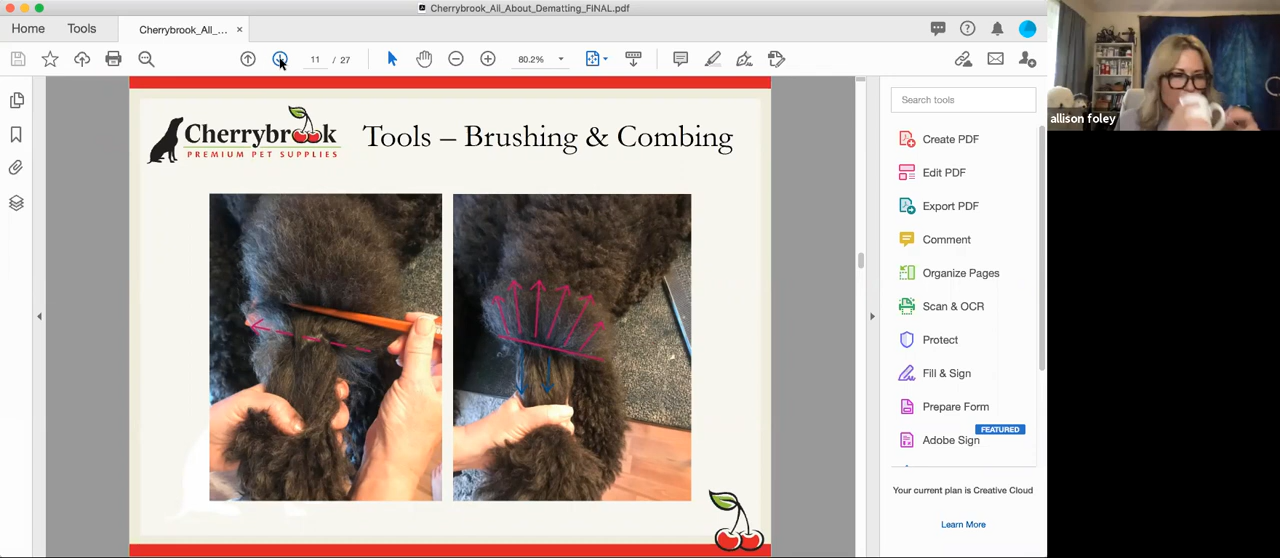 Cherrybrook_All_About_Dematting_FINAL.pdf
Home
Tools
Cherrybrook_All_...
11 / 27
80.2%
Cherrybrook
PREMIUM PET SUPPLIES
Tools – Brushing & Combing
Search tools
Create PDF
Edit PDF
Export PDF
Comment
Organize Pages
Scan & OCR
Protect
Fill & Sign
Prepare Form
FEATURED
Adobe Sign
Your current plan is Creative Cloud
Learn More
allison foley